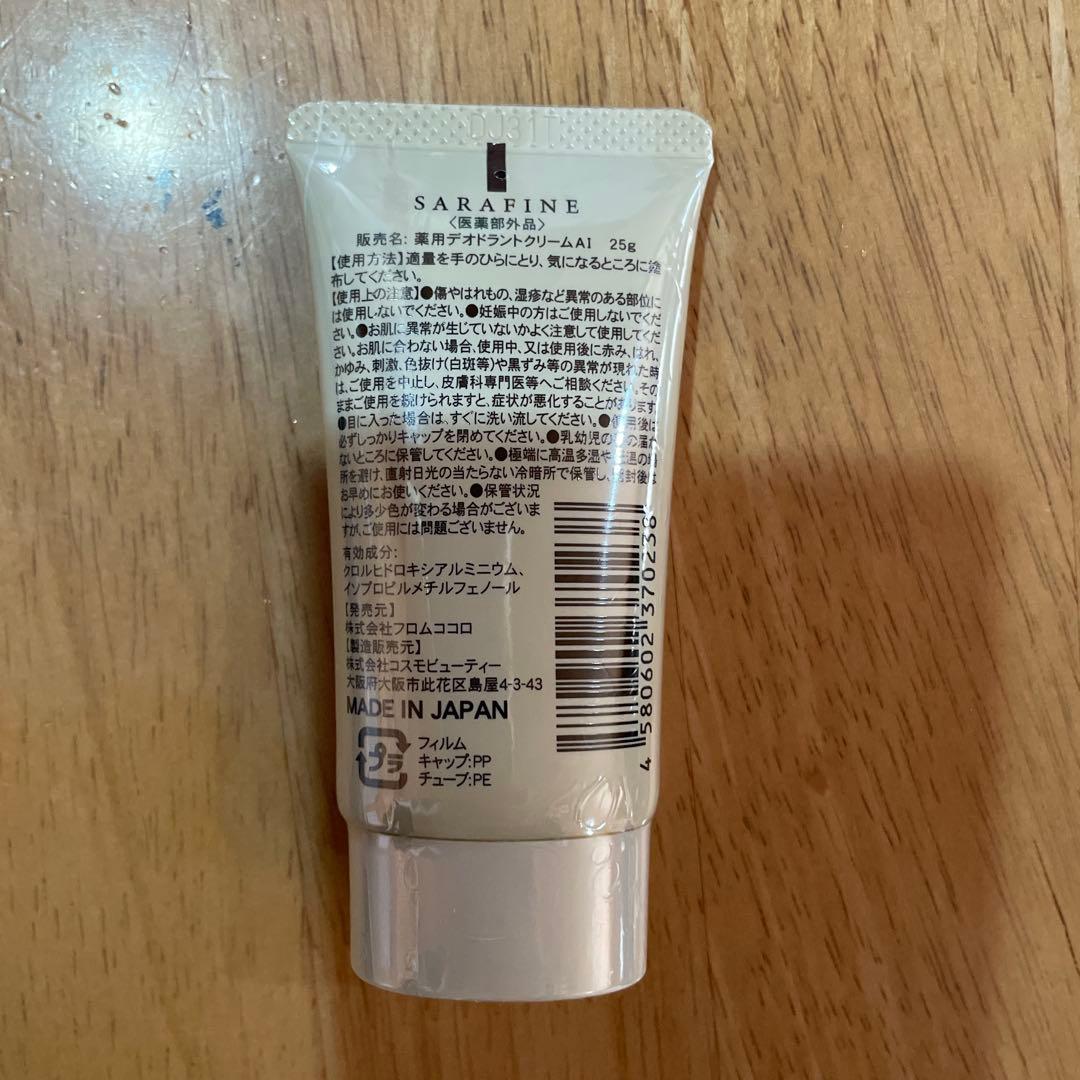 DJ31T
SARAFINE
〈医薬部外品〉
販売名: 薬用デオドラントクリームAI 25g
【使用方法】適量を手のひらにとり、気になるところに塗
布してください。
【使用上の注意】●傷やはれもの、湿疹など異常のある部位に
は使用しないでください。●妊娠中の方はご使用しないでくだ
さい。●お肌に異常が生じていないかよく注意して使用してくだ
さい。お肌に合わない場合、使用中、又は使用後に赤み、はれ、
かゆみ、刺激、色抜け(白斑等)や黒ずみ等の異常が現れた時
は、ご使用を中止し、皮膚科専門医等へご相談ください。その
ままご使用を続けられますと、症状が悪化することがあります。
●目に入った場合は、すぐに洗い流してください。●使用後は
必ずしっかりキャップを閉めてください。●乳幼児の手の届か
ないところに保管してください。●極端に高温多湿や低温の場
所を避け、直射日光の当たらない冷暗所で保管し、開封後は
お早めにお使いください。●保管状況
により多少色が変わる場合がございま
すが、ご使用には問題ございません。
有効成分:
クロルヒドロキシアルミニウム、
イソプロピルメチルフェノール
【発売元】
株式会社フロムココロ
【製造販売元】
株式会社コスモビューティー
大阪府大阪市此花区島屋4-3-43
MADE IN JAPAN
プラ
フィルム
キャップ:PP
チューブ:PE
4 580602 370238